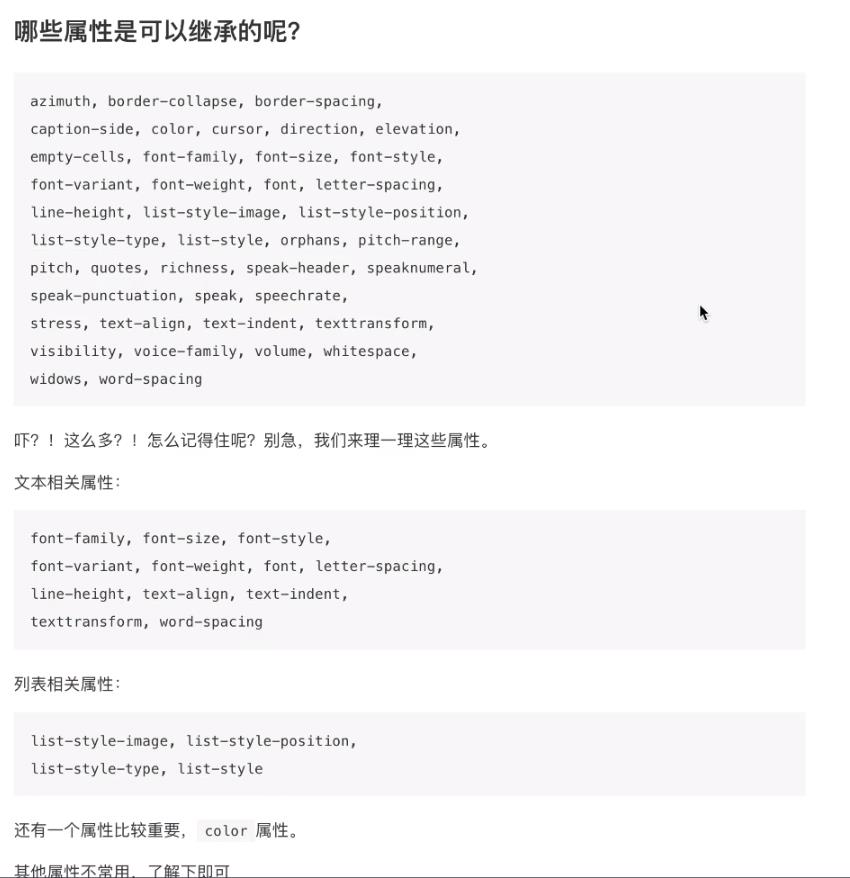 哪些属性是可以继承的呢?
azimuth, border-collapse, border-spacing,
caption-side, color, cursor, direction, elevation,
empty-cells, font-family, font-size, font-style,
font-variant, font-weight, font, letter-spacing,
line-height, list-style-image, list-style-position,
list-style-type, list-style, orphans, pitch-range,
pitch, quotes, richness, speak-header, speaknumeral,
speak-punctuation, speak, speechrate,
stress, text-align, text-indent, texttransform,
visibility, voice-family, volume, whitespace,
widows, word-spacing
吓？！这么多？！怎么记得住呢？别急，我们来理一理这些属性。
文本相关属性：
font-family, font-size, font-style,
font-variant, font-weight, font, letter-spacing,
line-height, text-align, text-indent,
texttransform, word-spacing
列表相关属性：
list-style-image, list-style-position,
list-style-type, list-style
还有一个属性比较重要，color 属性。
其他属性不常用，了解下即可